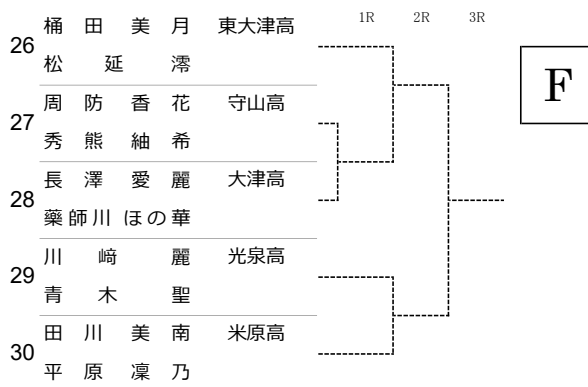 1R 2R 3R
F
26 桶田美月 東大津高
松延澪
27 周防香花 守山高
秀熊紬希
28 長澤愛麗 大津高
藥師川ほの華
29 川﨑麗 光泉高
青木聖
30 田川美南 米原高
平原凜乃